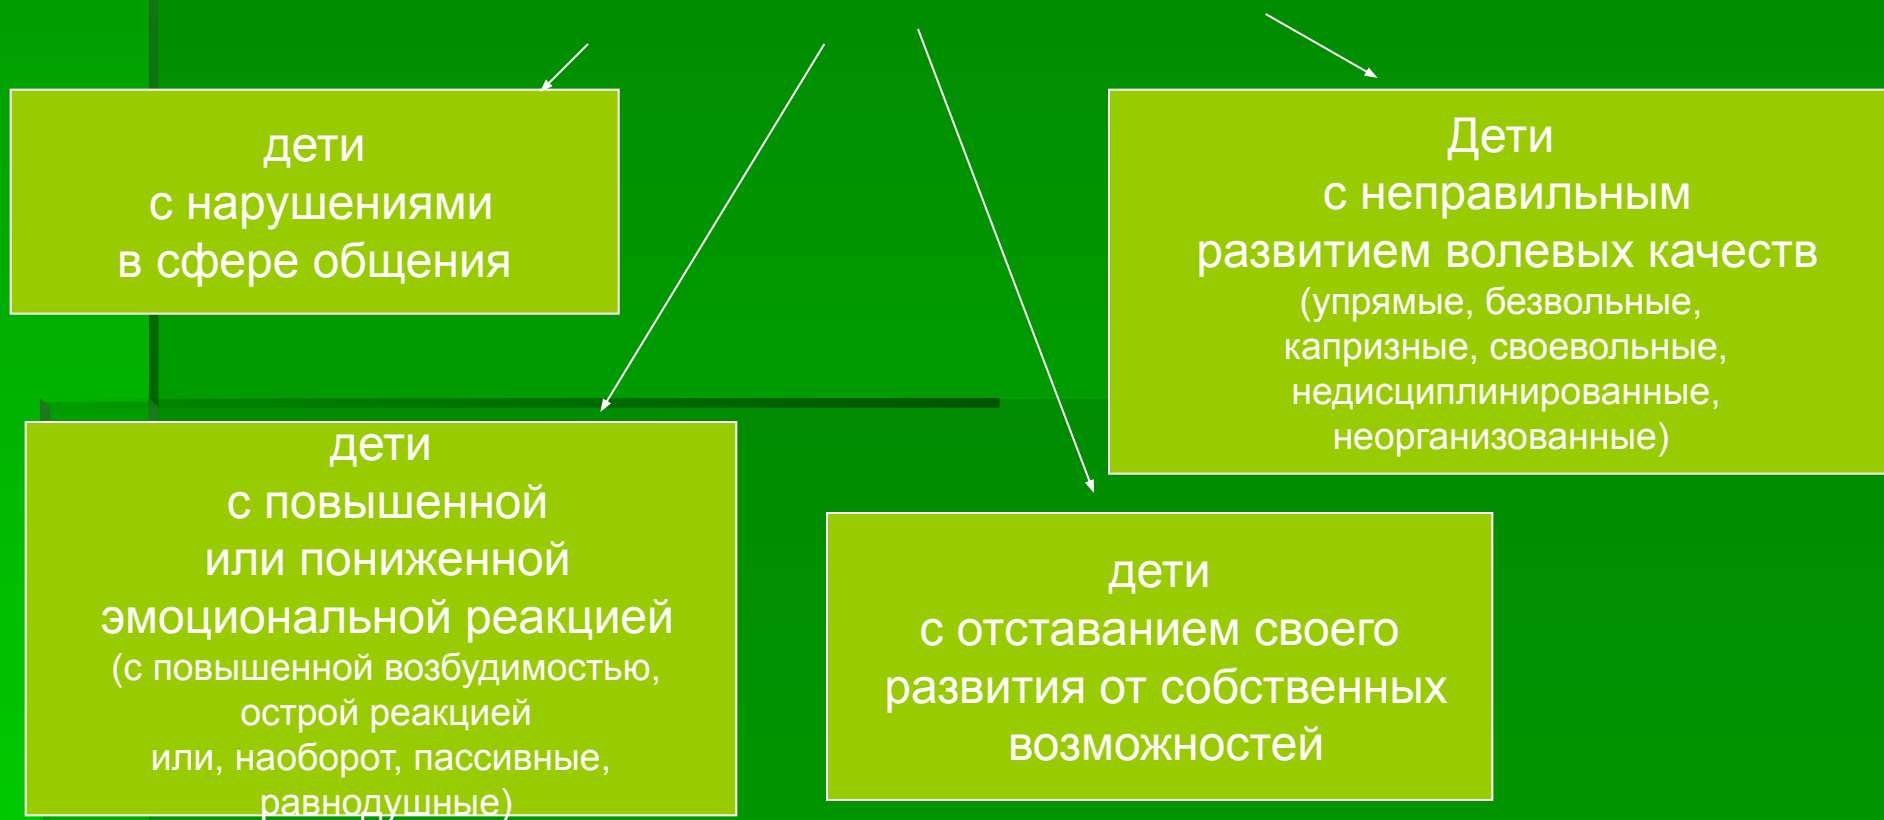 дети
с нарушениями
в сфере общения
Дети
с неправильным
развитием волевых качеств
(упрямые, безвольные,
капризные, своевольные,
недисциплинированные,
неорганизованные)
дети
с повышенной
или пониженной
эмоциональной реакцией
(с повышенной возбудимостью,
острой реакцией
или, наоборот, пассивные,
равнодушные)
дети
с отставанием своего
развития от собственных
возможностей